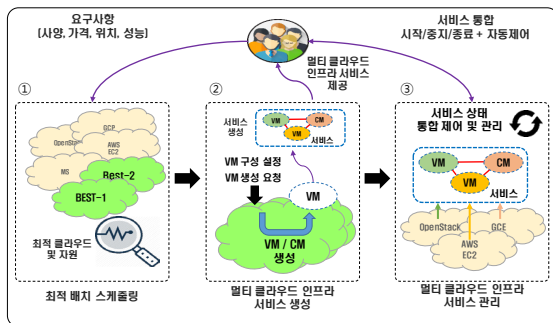 요구사항
[사양, 가격, 위치, 성능]
서비스 통합
시작/중지/종료 + 자동제어
멀티 클라우드
인프라 서비스
제공
①
GCP
OpenStack
AWS
EC2
MS
Best-2
BEST-1
최적 클라우드
및 자원
최적 배치 스케줄링
②
서비스
생성
VM
CM
VM
서비스
VM 구성 설정
VM 생성 요청
VM
VM / CM
생성
멀티 클라우드 인프라
서비스 생성
③
서비스 상태
통합 제어 및 관리
VM
CM
VM
서비스
OpenStack
GCE
AWS
EC2
멀티 클라우드 인프라
서비스 관리